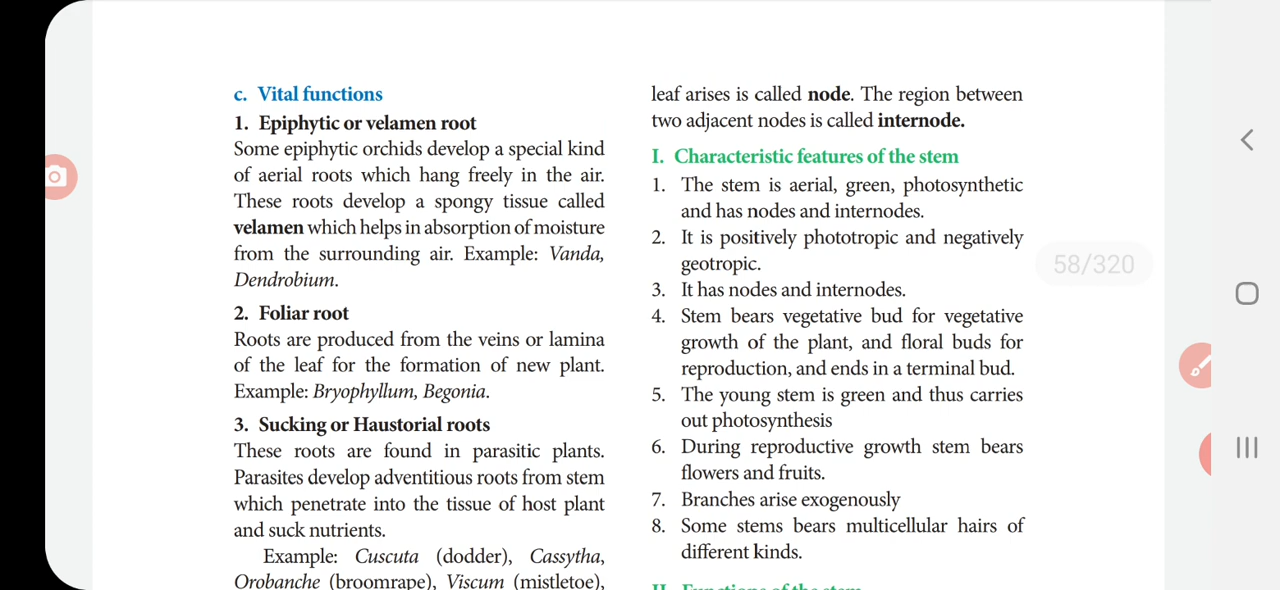 c. Vital functions
1. Epiphytic or velamen root
Some epiphytic orchids develop a special kind
of aerial roots which hang freely in the air.
These roots develop a spongy tissue called
velamen which helps in absorption of moisture
from the surrounding air. Example: Vanda,
Dendrobium.
2. Foliar root
Roots are produced from the veins or lamina
of the leaf for the formation of new plant.
Example: Bryophyllum, Begonia.
3. Sucking or Haustorial roots
These roots are found in parasitic plants.
Parasites develop adventitious roots from stem
which penetrate into the tissue of host plant
and suck nutrients.
Example: Cuscuta (dodder), Cassytha,
Orobanche (broomrape), Viscum (mistletoe),
leaf arises is called node. The region between
two adjacent nodes is called internode.
I. Characteristic features of the stem
1. The stem is aerial, green, photosynthetic
and has nodes and internodes.
2. It is positively phototropic and negatively
geotropic.
3. It has nodes and internodes.
4. Stem bears vegetative bud for vegetative
growth of the plant, and floral buds for
reproduction, and ends in a terminal bud.
5. The young stem is green and thus carries
out photosynthesis
6. During reproductive growth stem bears
flowers and fruits.
7. Branches arise exogenously
8. Some stems bears multicellular hairs of
different kinds.
II. Functions of the stem
58/320